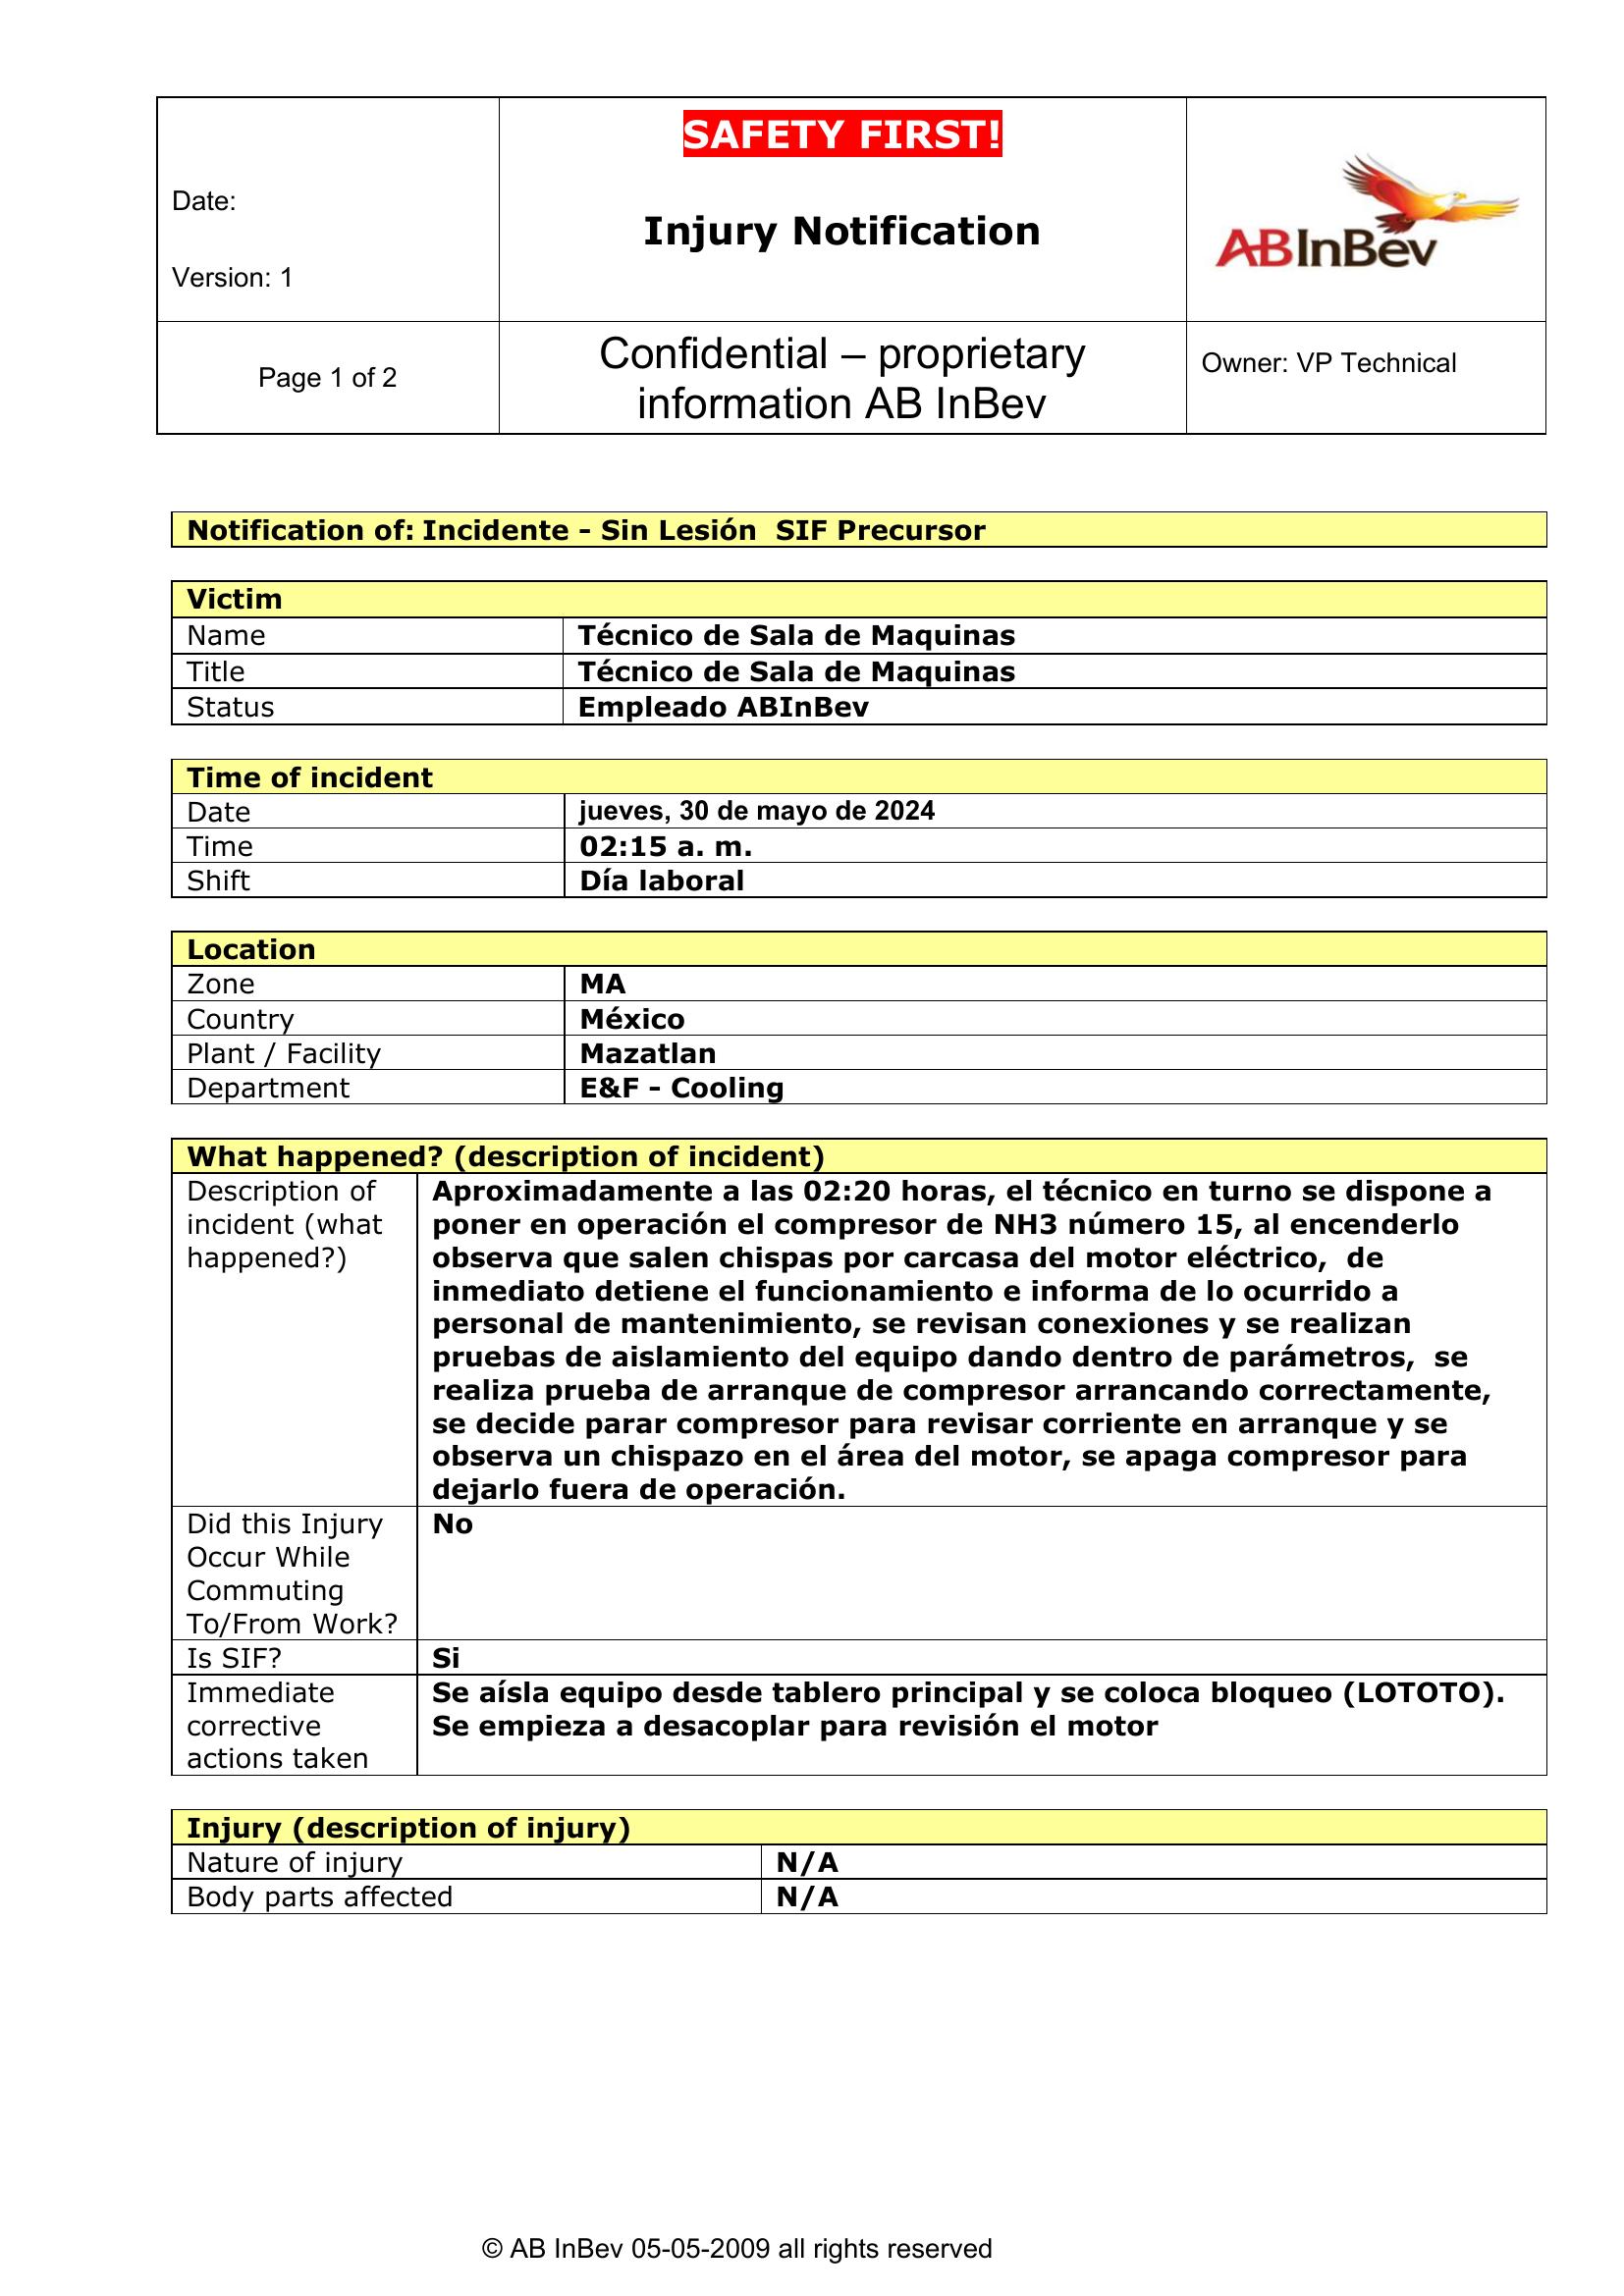 SAFETY FIRST!
Date:
Injury Notification
ABInBev
Version: 1
Page 1 of 2
Confidential – proprietary
information AB InBev
Owner: VP Technical
Notification of: Incidente - Sin Lesión  SIF Precursor
Victim
Name Técnico de Sala de Maquinas
Title Técnico de Sala de Maquinas
Status Empleado ABInBev
Time of incident
Date jueves, 30 de mayo de 2024
Time 02:15 a. m.
Shift Día laboral
Location
Zone MA
Country México
Plant / Facility Mazatlan
Department E&F - Cooling
What happened? (description of incident)
Description of
incident (what
happened?)
Aproximadamente a las 02:20 horas, el técnico en turno se dispone a
poner en operación el compresor de NH3 número 15, al encenderlo
observa que salen chispas por carcasa del motor eléctrico,  de
inmediato detiene el funcionamiento e informa de lo ocurrido a
personal de mantenimiento, se revisan conexiones y se realizan
pruebas de aislamiento del equipo dando dentro de parámetros,  se
realiza prueba de arranque de compresor arrancando correctamente,
se decide parar compresor para revisar corriente en arranque y se
observa un chispazo en el área del motor, se apaga compresor para
dejarlo fuera de operación.
Did this Injury
Occur While
Commuting
To/From Work?
No
Is SIF? Si
Immediate
corrective
actions taken
Se aísla equipo desde tablero principal y se coloca bloqueo (LOTOTO).
Se empieza a desacoplar para revisión el motor
Injury (description of injury)
Nature of injury N/A
Body parts affected N/A
© AB InBev 05-05-2009 all rights reserved